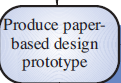 Produce paper-
based design
prototype